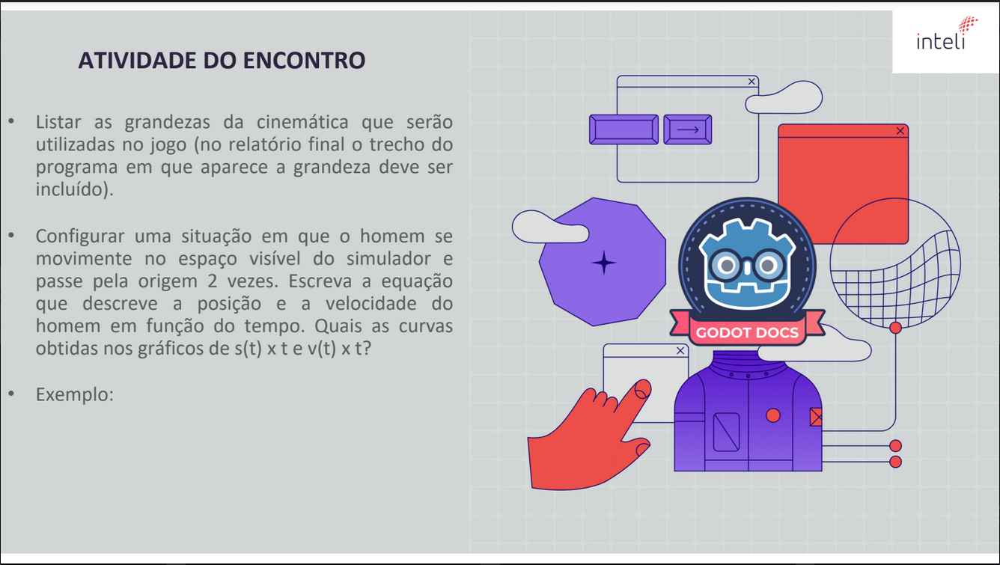 inteli
ATIVIDADE DO ENCONTRO
• Listar as grandezas da cinemática que serão
utilizadas no jogo (no relatório final o trecho do
programa em que aparece a grandeza deve ser
incluído).
• Configurar uma situação em que o homem se
movimente no espaço visível do simulador e
passe pela origem 2 vezes. Escreva a equação
que descreve a posição e a velocidade do
homem em função do tempo. Quais as curvas
obtidas nos gráficos de s(t) x t e v(t) x t?
• Exemplo:
GODOT DOCS